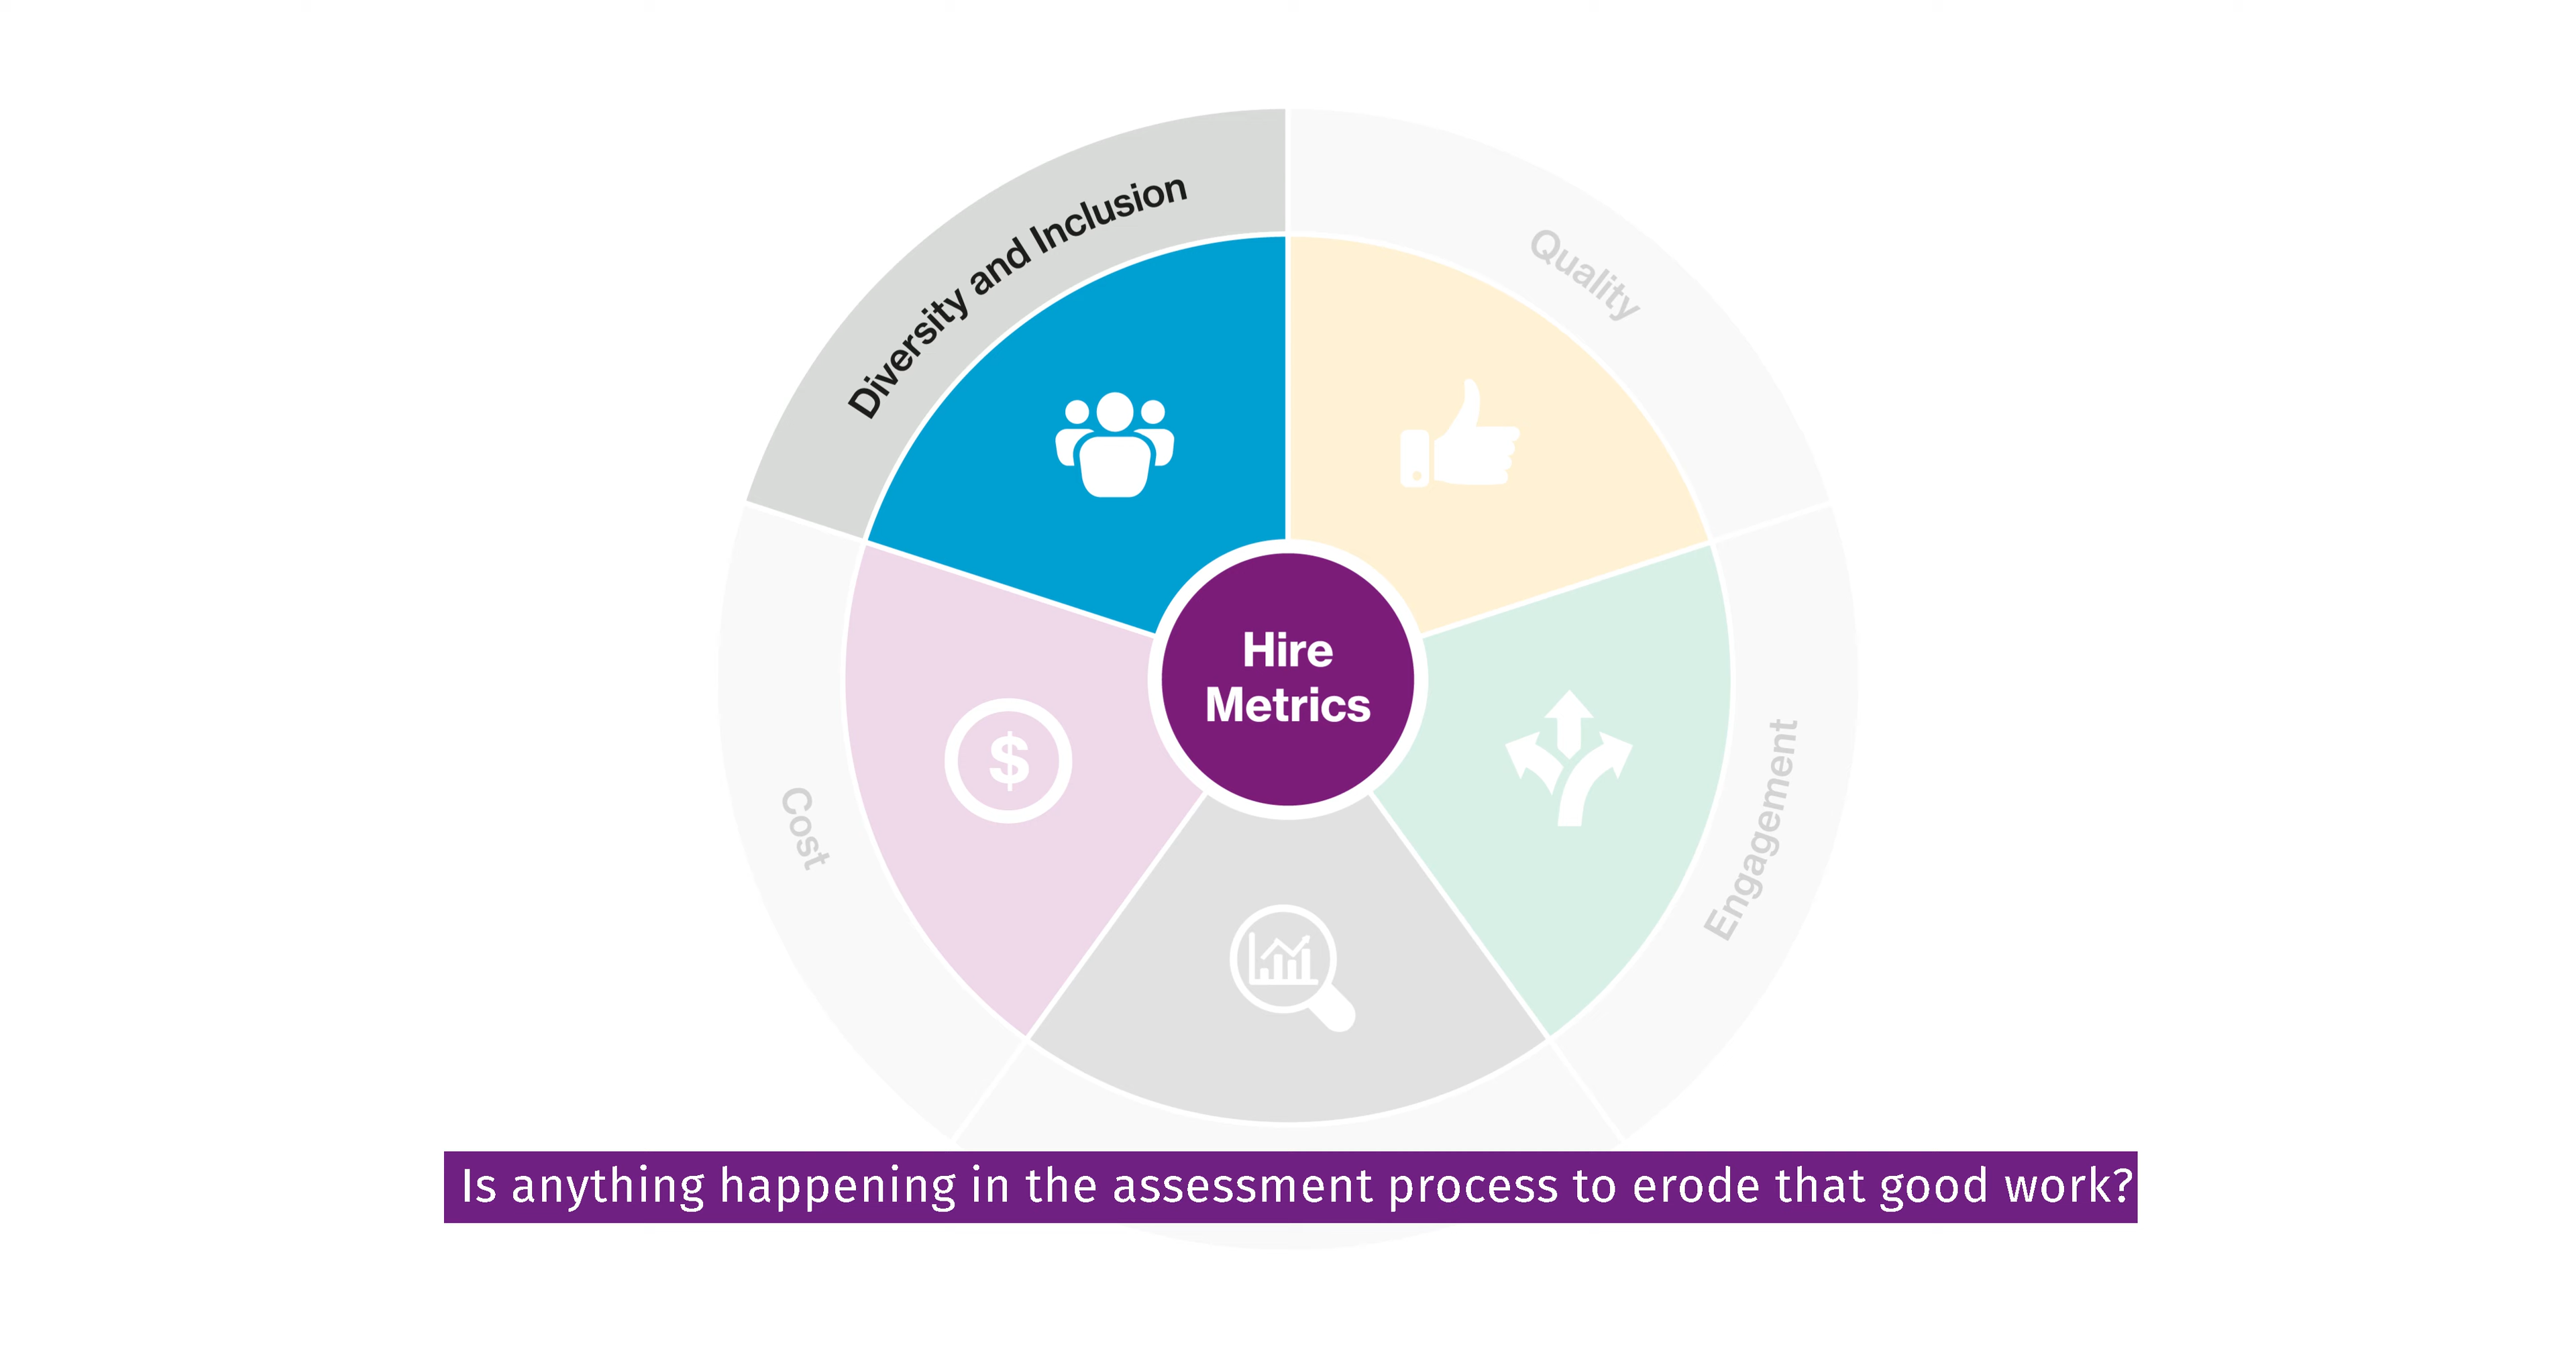 Diversity and Inclusion
Quality
Hire
Metrics
$
Cost
Engagement
Is anything happening in the assessment process to erode that good work?